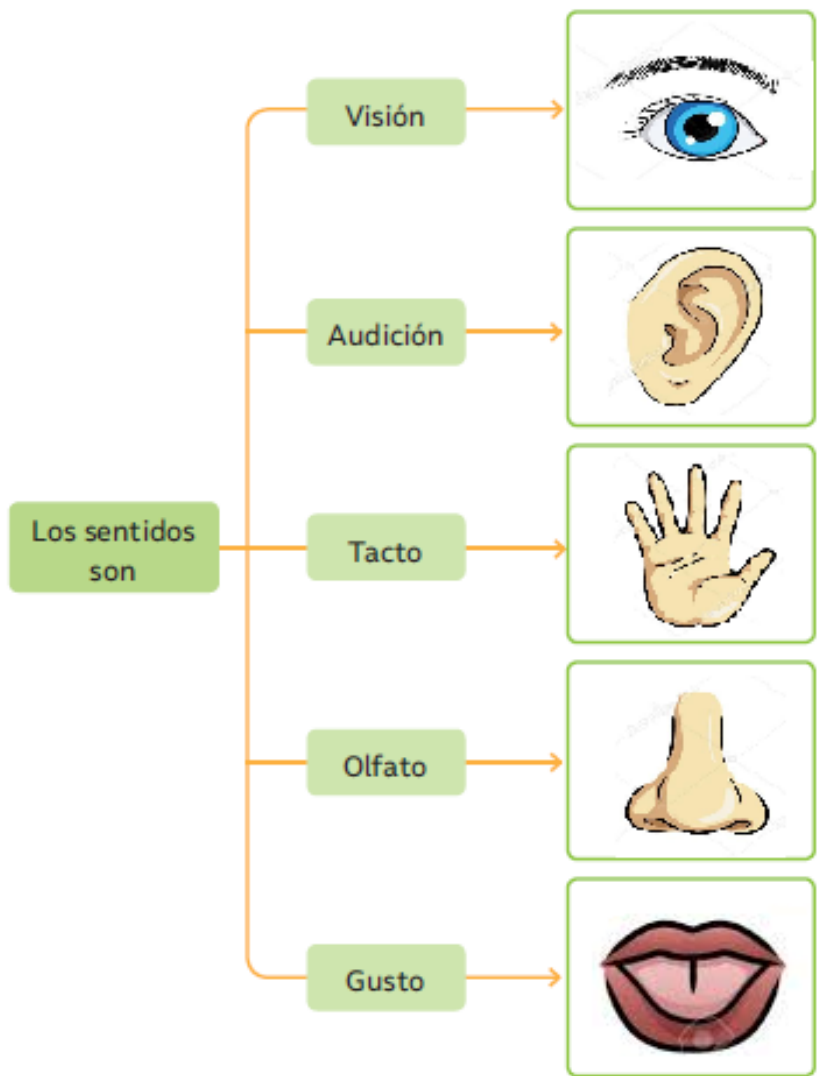 Visión
Audición
Los sentidos
son
Tacto
Olfato
Gusto